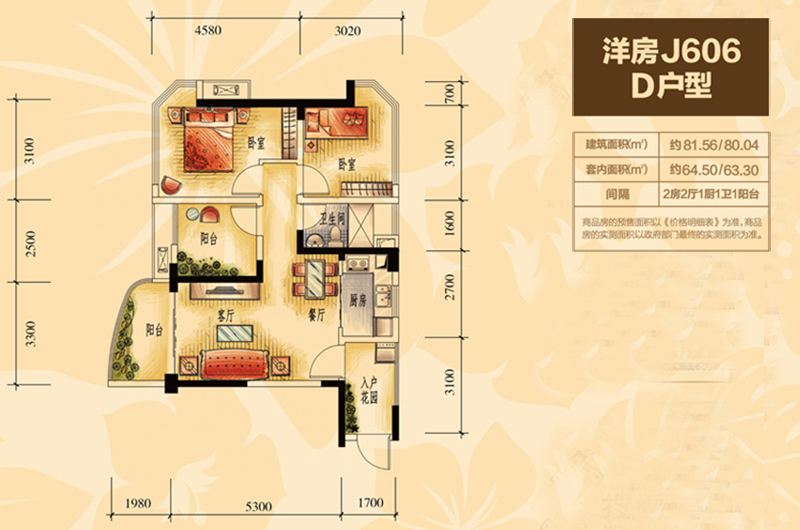 4580
3020
洋房J606
D户型
建筑面积(㎡) 约81.56/80.04
套内面积(㎡) 约64.50/63.30
间隔 2房2厅1厨1卫1阳台
商品房的预售面积以《价格明细表》为准,商品
房的实测面积以政府部门最终的实测面积为准。
700
3100
3100
卧室
卧室
2500
1600
卫生间
阳台
2700
3300
阳台
客厅
餐厅
厨房
3100
入户
花园
1980
5300
1700